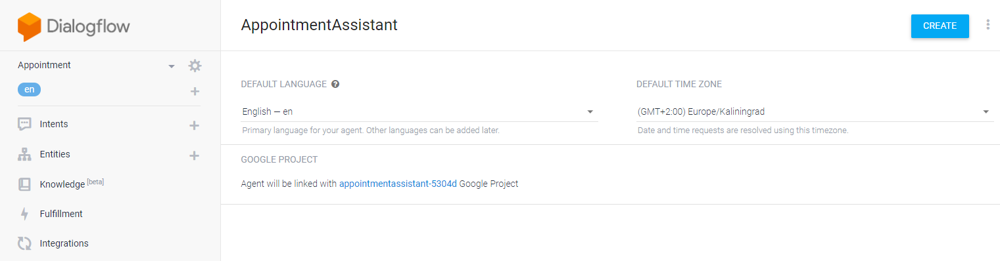 Dialogflow
Appointment
en
Intents
Entities
Knowledge [beta]
Fulfillment
Integrations
AppointmentAssistant
CREATE
DEFAULT LANGUAGE
English — en
Primary language for your agent. Other languages can be added later.
DEFAULT TIME ZONE
(GMT+2:00) Europe/Kaliningrad
Date and time requests are resolved using this timezone.
GOOGLE PROJECT
Agent will be linked with appointmentassistant-5304d Google Project